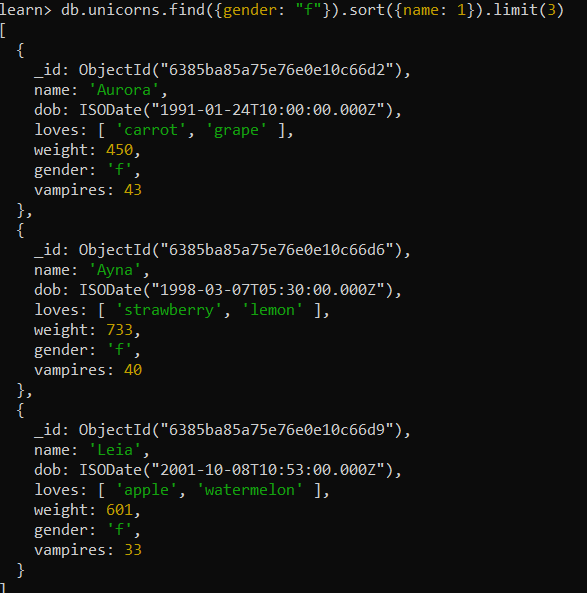 learn> db.unicorns.find({gender: "f"}).sort({name: 1}).limit(3)
[
  {
    _id: ObjectId("6385ba85a75e76e0e10c66d2"),
    name: 'Aurora',
    dob: ISODate("1991-01-24T10:00:00.000Z"),
    loves: [ 'carrot', 'grape' ],
    weight: 450,
    gender: 'f',
    vampires: 43
  },
  {
    _id: ObjectId("6385ba85a75e76e0e10c66d6"),
    name: 'Ayna',
    dob: ISODate("1998-03-07T05:30:00.000Z"),
    loves: [ 'strawberry', 'lemon' ],
    weight: 733,
    gender: 'f',
    vampires: 40
  },
  {
    _id: ObjectId("6385ba85a75e76e0e10c66d9"),
    name: 'Leia',
    dob: ISODate("2001-10-08T10:53:00.000Z"),
    loves: [ 'apple', 'watermelon' ],
    weight: 601,
    gender: 'f',
    vampires: 33
  }
]